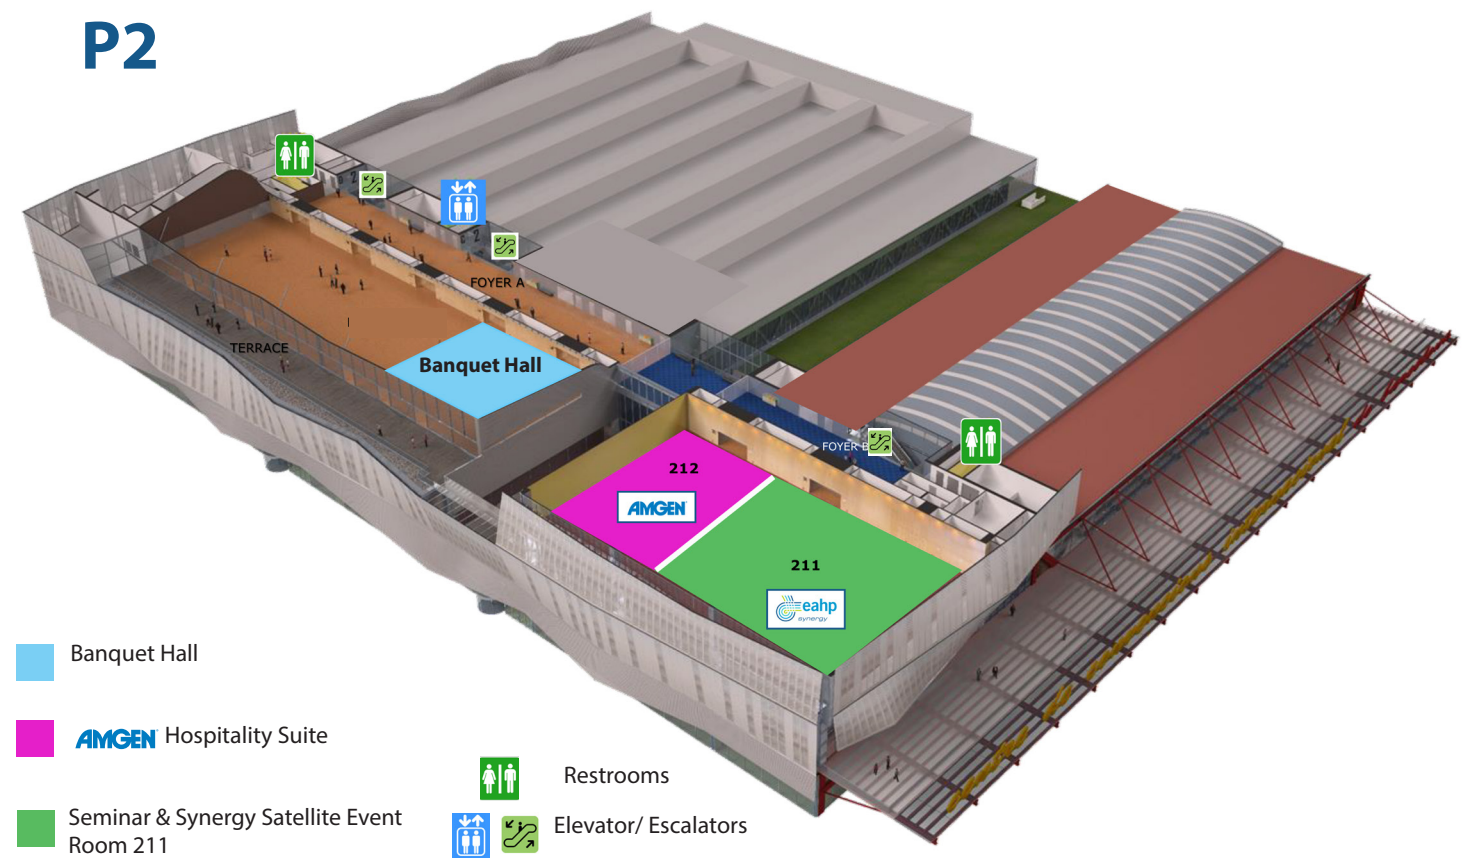 P2
FOYER A
TERRACE
Banquet Hall
FOYER B
212
AMGEN
211
eahp
synergy
Banquet Hall
AMGEN Hospitality Suite
Seminar & Synergy Satellite Event
Room 211
Restrooms
Elevator/ Escalators